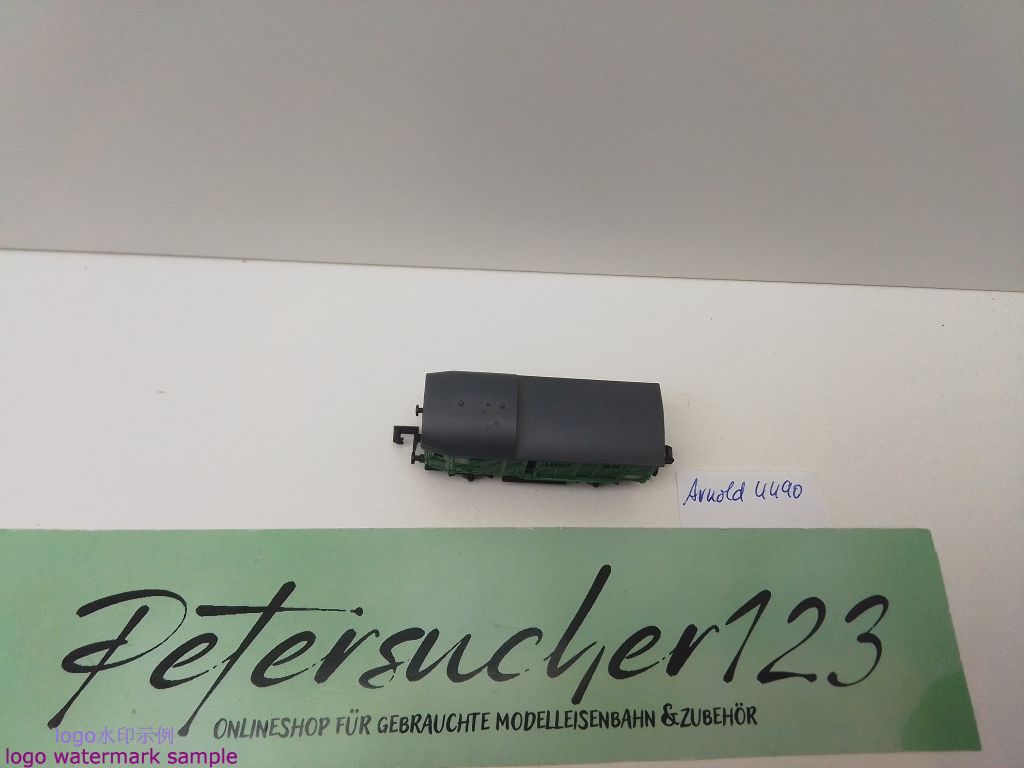 Arnold 4490
Petersucher123
ONLINESHOP FÜR GEBRAUCHTE MODELLEISENBAHN &ZUBEHÖR
logo水印示例
logo watermark sample